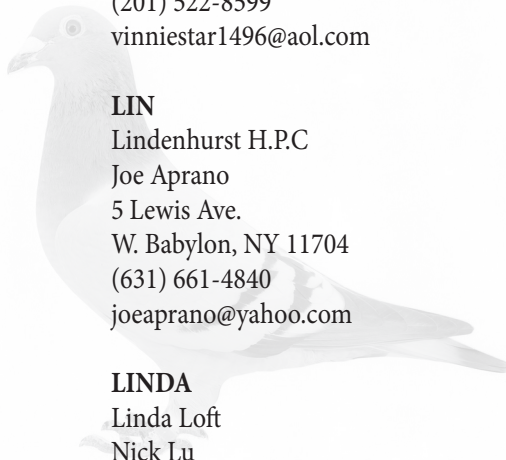 (201) 522-8599
vinniestar1496@aol.com
LIN
Lindenhurst H.P.C
Joe Aprano
5 Lewis Ave.
W. Babylon, NY 11704
(631) 661-4840
joeaprano@yahoo.com
LINDA
Linda Loft
Nick Lu